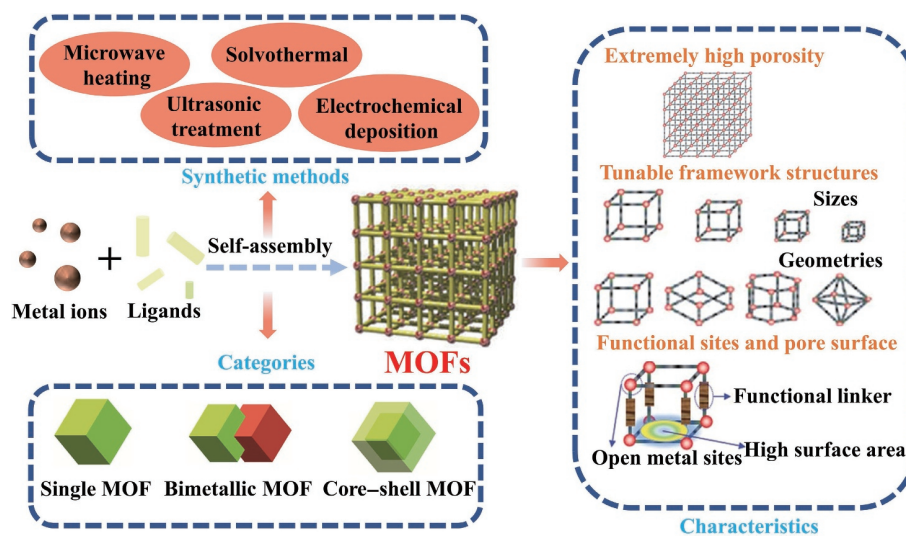 Microwave
heating
Solvothermal
Ultrasonic
treatment
Electrochemical
deposition
Synthetic methods
Metal ions
+
Ligands
Self-assembly
MOFs
Categories
Single MOF
Bimetallic MOF
Core–shell MOF
Extremely high porosity
Tunable framework structures
Sizes
Geometries
Functional sites and pore surface
Functional linker
Open metal sites
High surface area
Characteristics